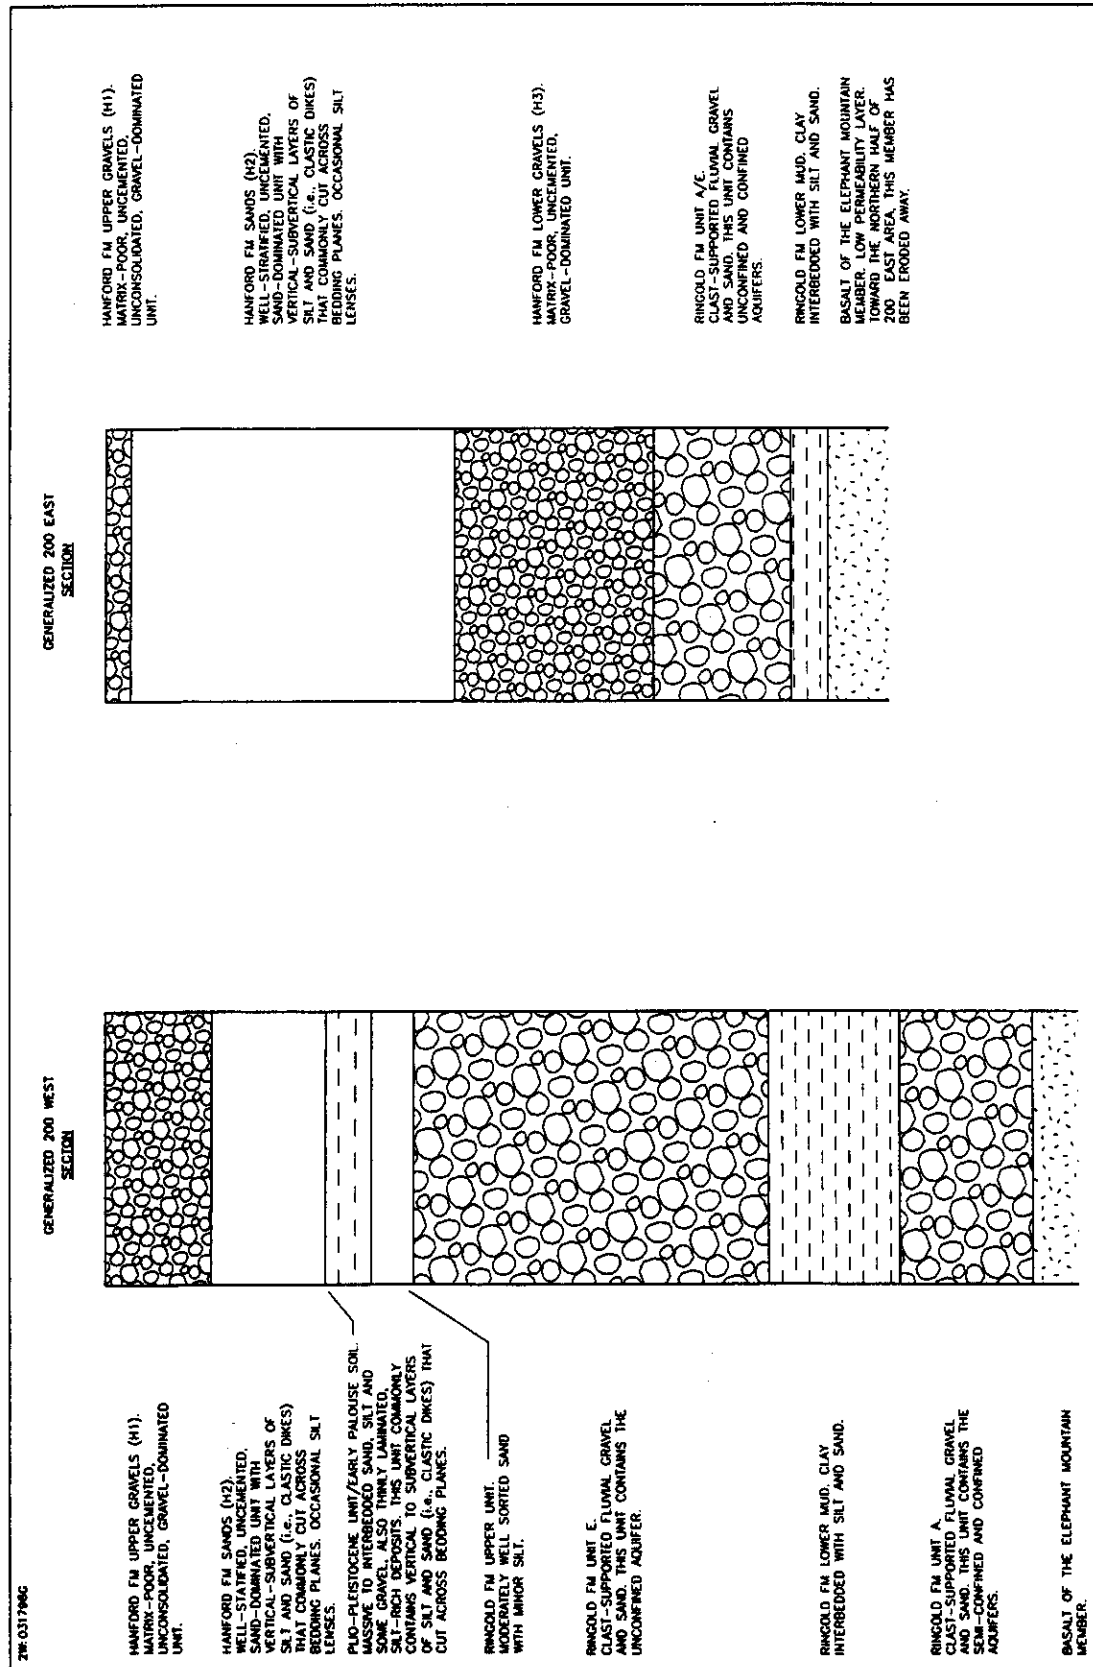 2W:031796G
GENERALIZED 200 WEST
SECTION
HANFORD FM UPPER GRAVELS (H1).
MATRIX-POOR, UNCEMENTED,
UNCONSOLIDATED, GRAVEL-DOMINATED
UNIT.
HANFORD FM SANDS (H2).
WELL-STATIFIED, UNCEMENTED,
SAND-DOMINATED UNIT WITH
VERTICAL-SUBVERTICAL LAYERS OF
SILT AND SAND (i.e., CLASTIC DIKES)
THAT COMMONLY CUT ACROSS
BEDDING PLANES. OCCASIONAL SILT
LENSES.
PLIO-PLEISTOCENE UNIT/EARLY PALOUSE SOIL.
MASSIVE TO INTERBEDDED SAND, SILT AND
SOME GRAVEL, ALSO THINLY LAMINATED,
SILT-RICH DEPOSITS. THIS UNIT COMMONLY
CONTAINS VERTICAL TO SUBVERTICAL LAYERS
OF SILT AND SAND (i.e., CLASTIC DIKES) THAT
CUT ACROSS BEDDING PLANES.
RINGOLD FM UPPER UNIT.
MODERATELY WELL SORTED SAND
WITH MINOR SILT.
RINGOLD FM UNIT E.
CLAST-SUPPORTED FLUVIAL GRAVEL
AND SAND. THIS UNIT CONTAINS THE
UNCONFINED AQUIFER.
RINGOLD FM LOWER MUD. CLAY
INTERBEDDED WITH SILT AND SAND.
RINGOLD FM UNIT A.
CLAST-SUPPORTED FLUVIAL GRAVEL
AND SAND. THIS UNIT CONTAINS THE
SEMI-CONFINED AND CONFINED
AQUIFERS.
BASALT OF THE ELEPHANT MOUNTAIN
MEMBER.
GENERALIZED 200 EAST
SECTION
HANFORD FM UPPER GRAVELS (H1).
MATRIX-POOR, UNCEMENTED,
UNCONSOLIDATED, GRAVEL-DOMINATED
UNIT.
HANFORD FM SANDS (H2).
WELL-STRATIFIED, UNCEMENTED,
SAND-DOMINATED UNIT WITH
VERTICAL-SUBVERTICAL LAYERS OF
SILT AND SAND (i.e., CLASTIC DIKES)
THAT COMMONLY CUT ACROSS
BEDDING PLANES. OCCASIONAL SILT
LENSES.
HANFORD FM LOWER GRAVELS (H3).
MATRIX-POOR, UNCEMENTED,
GRAVEL-DOMINATED UNIT.
RINGOLD FM UNIT A/E.
CLAST-SUPPORTED FLUVIAL GRAVEL
AND SAND. THIS UNIT CONTAINS
UNCONFINED AND CONFINED
AQUIFERS.
RINGOLD FM LOWER MUD. CLAY
INTERBEDDED WITH SILT AND SAND.
BASALT OF THE ELEPHANT MOUNTAIN
MEMBER. LOW PERMEABILITY LAYER.
TOWARD THE NORTHERN HALF OF
200 EAST AREA, THIS MEMBER HAS
BEEN ERODED AWAY.